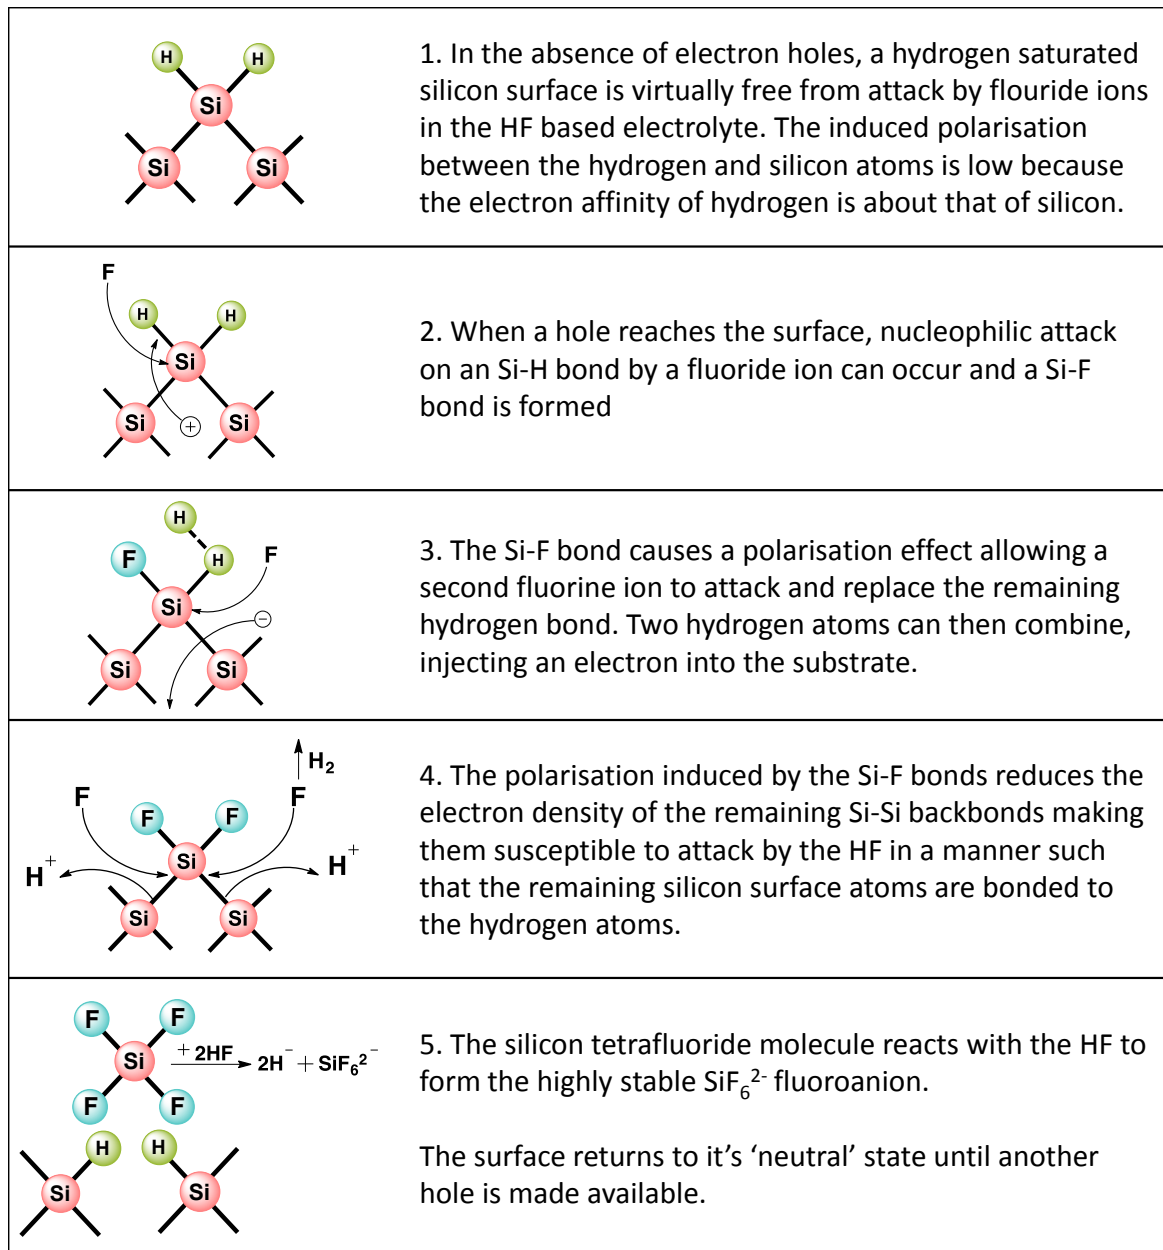 H H
Si
Si Si
1. In the absence of electron holes, a hydrogen saturated
silicon surface is virtually free from attack by flouride ions
in the HF based electrolyte. The induced polarisation
between the hydrogen and silicon atoms is low because
the electron affinity of hydrogen is about that of silicon.
F
H H
Si
Si + Si
2. When a hole reaches the surface, nucleophilic attack
on an Si-H bond by a fluoride ion can occur and a Si-F
bond is formed
H
F H F
Si
−
Si Si
3. The Si-F bond causes a polarisation effect allowing a
second fluorine ion to attack and replace the remaining
hydrogen bond. Two hydrogen atoms can then combine,
injecting an electron into the substrate.
H₂
F F
F F
Si
H⁺ H⁺
Si Si
4. The polarisation induced by the Si-F bonds reduces the
electron density of the remaining Si-Si backbonds making
them susceptible to attack by the HF in a manner such
that the remaining silicon surface atoms are bonded to
the hydrogen atoms.
F F
Si + 2HF 2H⁻ + SiF₆²⁻
F F
H H
Si Si
5. The silicon tetrafluoride molecule reacts with the HF to
form the highly stable SiF₆²⁻ fluoroanion.
The surface returns to it's ‘neutral’ state until another
hole is made available.